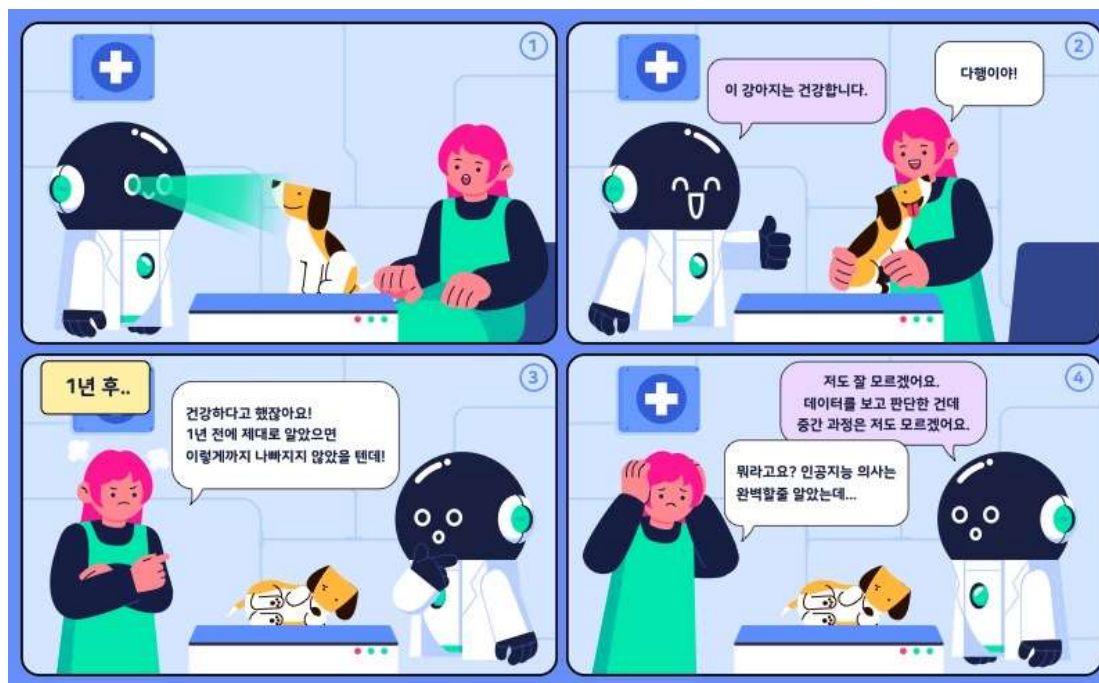 ①
②
이 강아지는 건강합니다.
다행이야!
③
1년 후..
건강하다고 했잖아요!
1년 전에 제대로 알았으면
이렇게까지 나빠지지 않았을 텐데!
④
저도 잘 모르겠어요.
데이터를 보고 판단한 건데
중간 과정은 저도 모르겠어요.
뭐라고요? 인공지능 의사는
완벽할줄 알았는데...